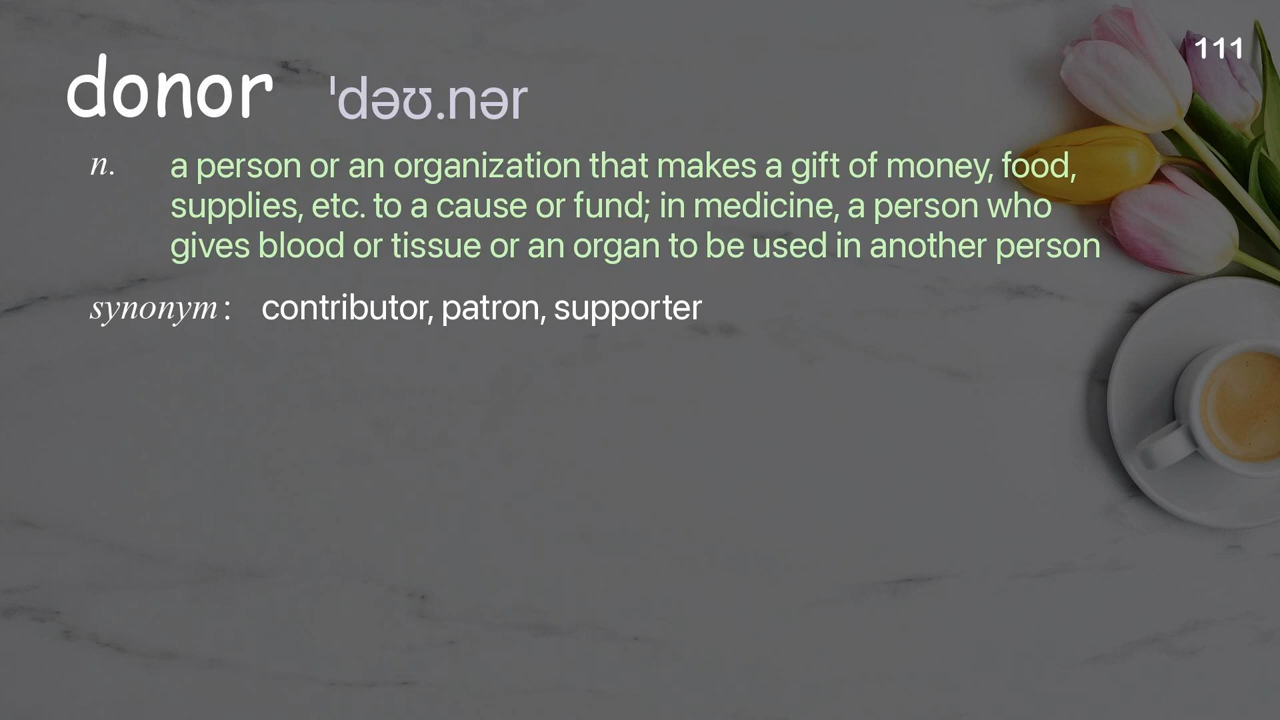 111
donor ˈdəʊ.nər
n. a person or an organization that makes a gift of money, food,
supplies, etc. to a cause or fund; in medicine, a person who
gives blood or tissue or an organ to be used in another person
synonym: contributor, patron, supporter